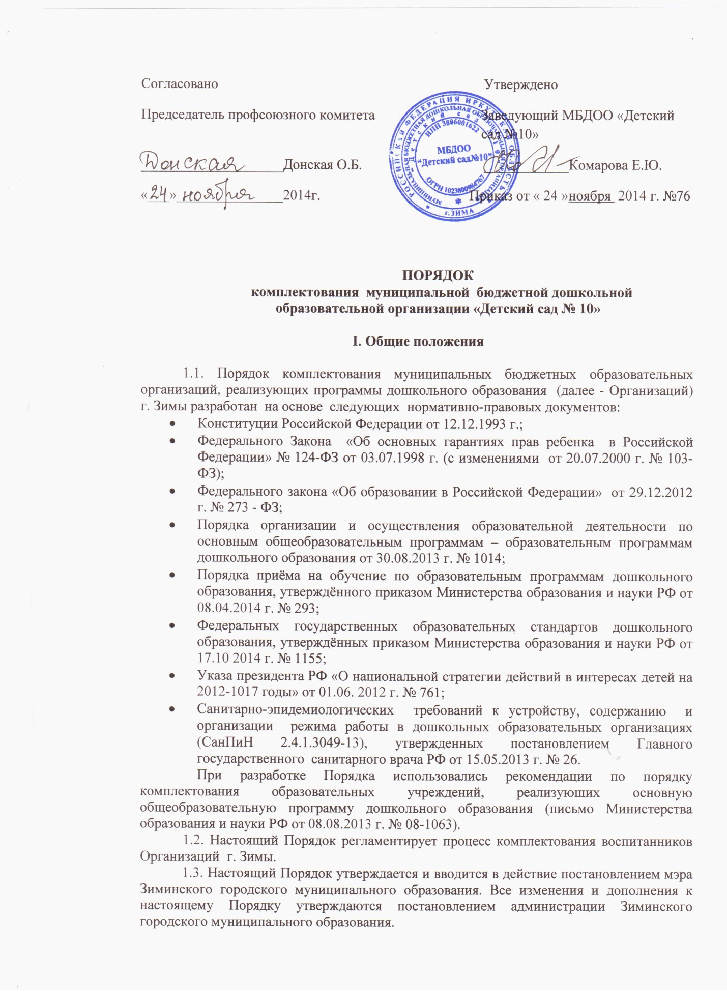 Согласовано
Утверждено
Председатель профсоюзного комитета
Заведующий МБДОО «Детский
сад №10»
Донская Донская О.Б.
Комарова Е.Ю.
«24» ноября 2014г.
Приказ от « 24 »ноября 2014 г. №76
РОССИЙСКАЯ ФЕДЕРАЦИЯ ИРКУТСКАЯ ОБЛАСТЬ
г.ЗИМА
МУНИЦИПАЛЬНАЯ БЮДЖЕТНАЯ ДОШКОЛЬНАЯ ОБРАЗОВАТЕЛЬНАЯ ОРГАНИЗАЦИЯ
"Детский сад №10"
ИНН 3806001622
МБДОО
"Детский сад№10"
ОГРН 1023800984767
ПОРЯДОК
комплектования муниципальной бюджетной дошкольной
образовательной организации «Детский сад № 10»
I. Общие положения
1.1. Порядок комплектования муниципальных бюджетных образовательных
организаций, реализующих программы дошкольного образования (далее - Организаций)
г. Зимы разработан на основе следующих нормативно-правовых документов:
• Конституции Российской Федерации от 12.12.1993 г.;
• Федерального Закона «Об основных гарантиях прав ребенка в Российской
Федерации» № 124-ФЗ от 03.07.1998 г. (с изменениями от 20.07.2000 г. № 103-
ФЗ);
• Федерального закона «Об образовании в Российской Федерации» от 29.12.2012
г. № 273 - ФЗ;
• Порядка организации и осуществления образовательной деятельности по
основным общеобразовательным программам – образовательным программам
дошкольного образования от 30.08.2013 г. № 1014;
• Порядка приёма на обучение по образовательным программам дошкольного
образования, утверждённого приказом Министерства образования и науки РФ от
08.04.2014 г. № 293;
• Федеральных государственных образовательных стандартов дошкольного
образования, утверждённых приказом Министерства образования и науки РФ от
17.10 2014 г. № 1155;
• Указа президента РФ «О национальной стратегии действий в интересах детей на
2012-1017 годы» от 01.06. 2012 г. № 761;
• Санитарно-эпидемиологических требований к устройству, содержанию и
организации режима работы в дошкольных образовательных организациях
(СанПиН 2.4.1.3049-13), утвержденных постановлением Главного
государственного санитарного врача РФ от 15.05.2013 г. № 26.
При разработке Порядка использовались рекомендации по порядку
комплектования образовательных учреждений, реализующих основную
общеобразовательную программу дошкольного образования (письмо Министерства
образования и науки РФ от 08.08.2013 г. № 08-1063).
1.2. Настоящий Порядок регламентирует процесс комплектования воспитанников
Организаций г. Зимы.
1.3. Настоящий Порядок утверждается и вводится в действие постановлением мэра
Зиминского городского муниципального образования. Все изменения и дополнения к
настоящему Порядку утверждаются постановлением администрации Зиминского
городского муниципального образования.